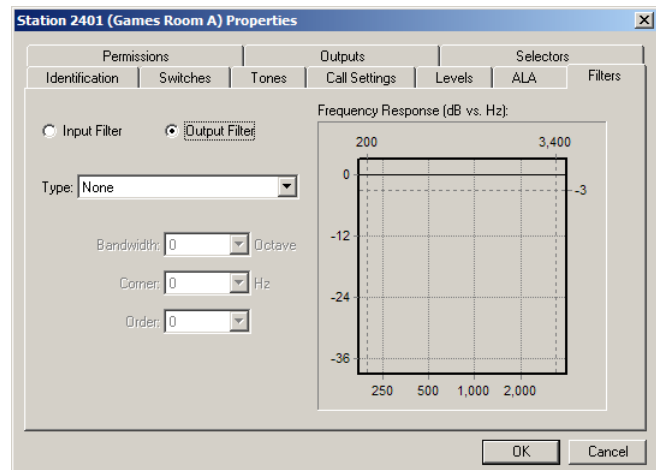 Station 2401 (Games Room A) Properties
Permissions Outputs Selectors
Identification Switches Tones Call Settings Levels ALA Filters
Input Filter Output Filter
Frequency Response (dB vs. Hz):
200 3,400
Type: None
0
-3
Bandwidth: 0 Octave
-12
Corner: 0 Hz
-24
Order: 0
-36
250 500 1,000 2,000
OK Cancel